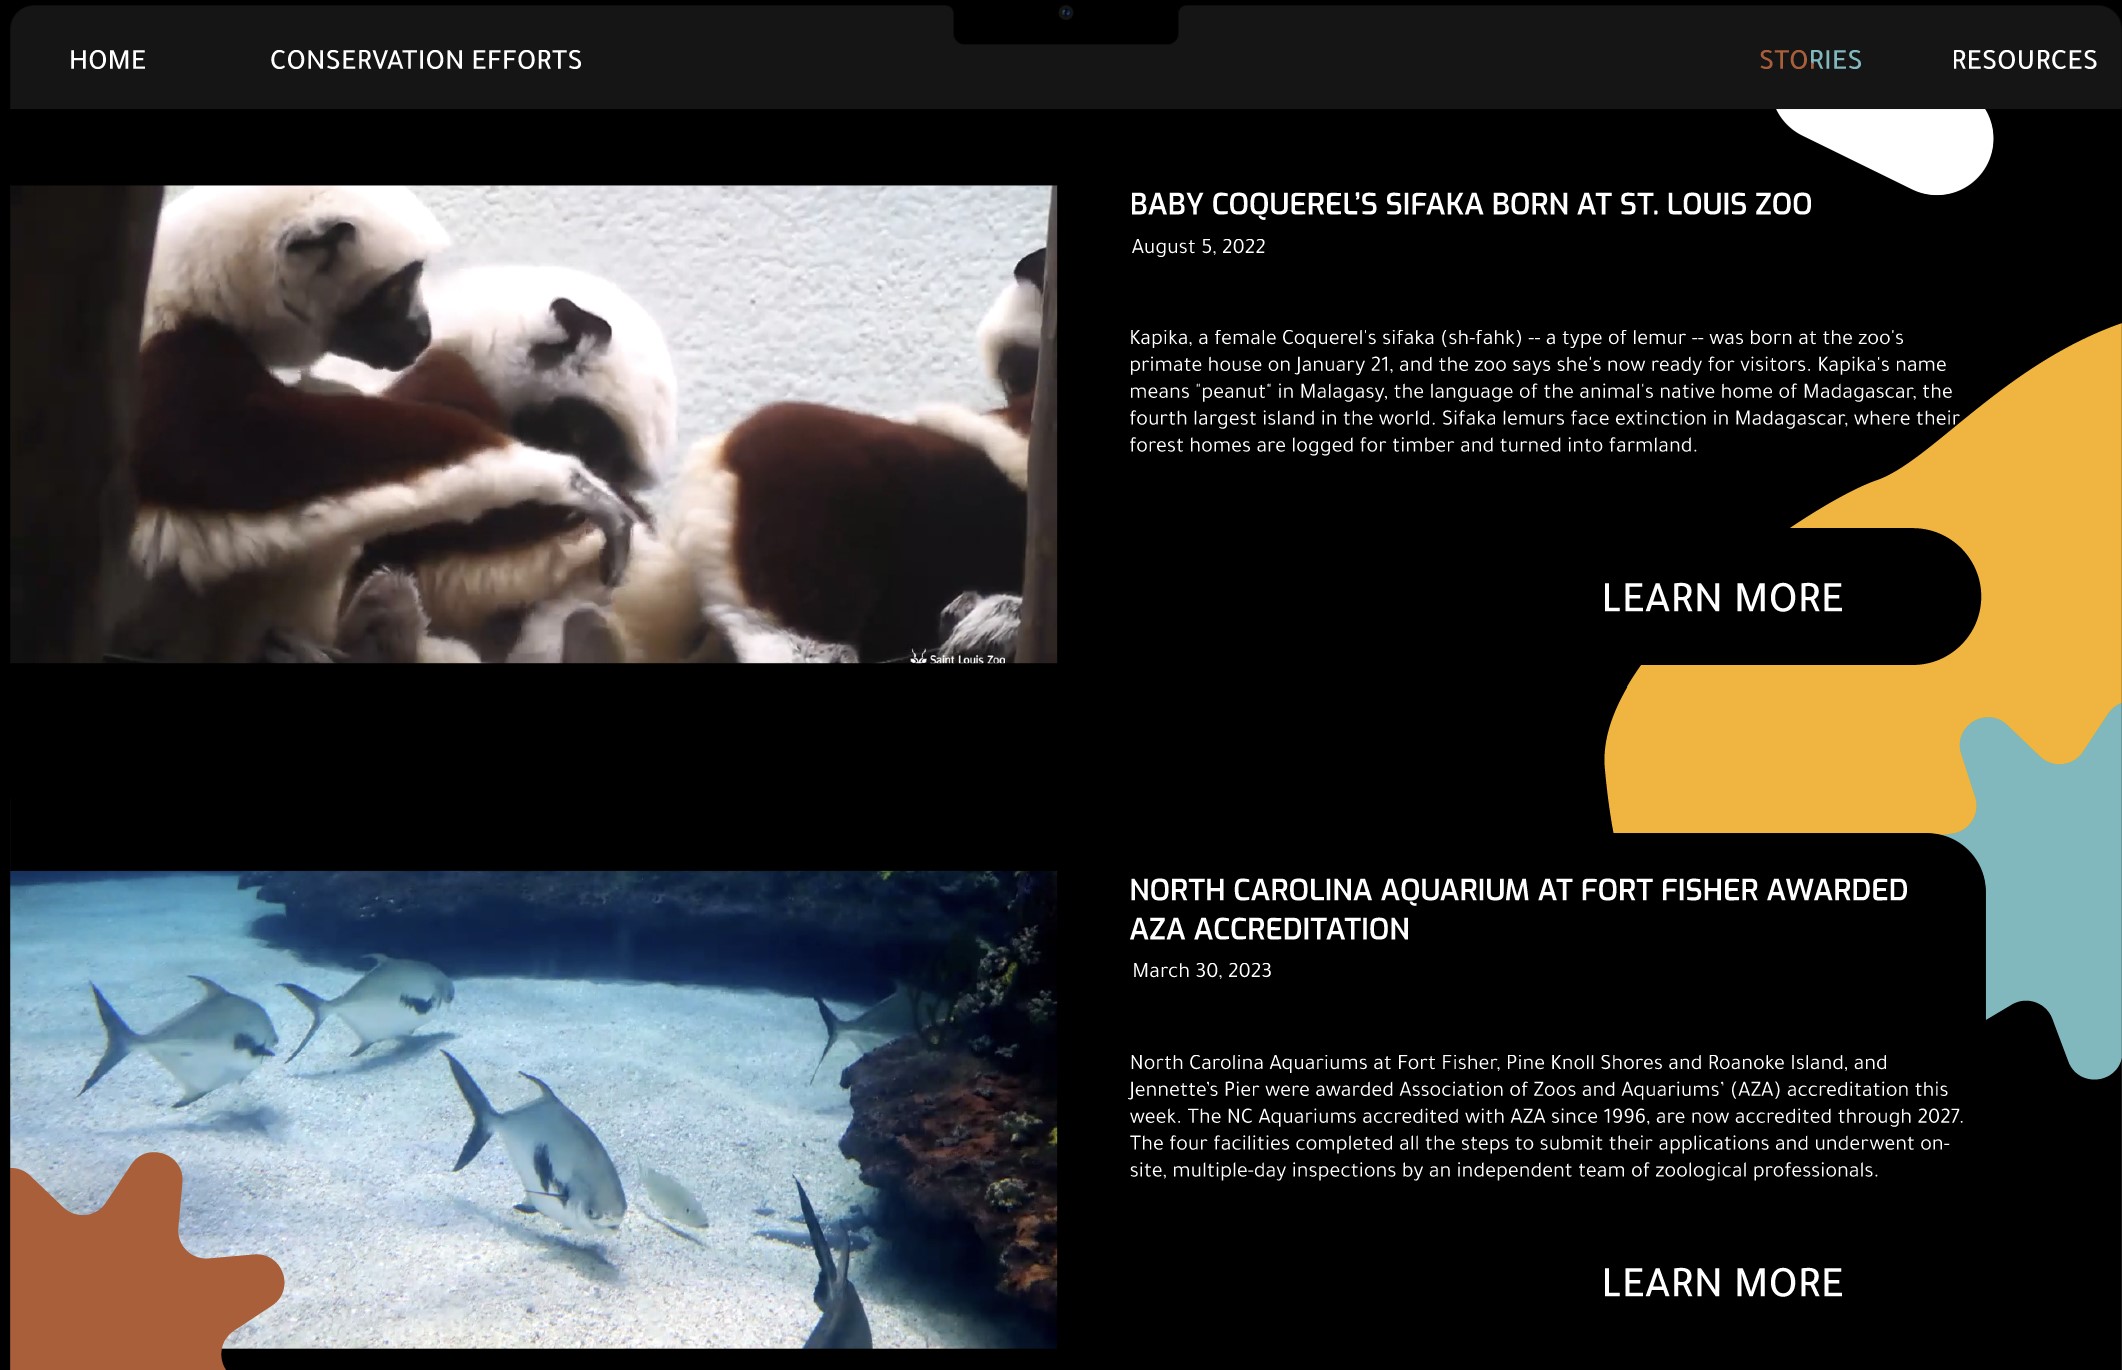 HOME
CONSERVATION EFFORTS
STORIES
RESOURCES
BABY COQUEREL'S SIFAKA BORN AT ST. LOUIS ZOO
August 5, 2022
Kapika, a female Coquerel's sifaka (sh-fahk) -- a type of lemur -- was born at the zoo's
primate house on January 21, and the zoo says she's now ready for visitors. Kapika's name
means "peanut" in Malagasy, the language of the animal's native home of Madagascar, the
fourth largest island in the world. Sifaka lemurs face extinction in Madagascar, where their
forest homes are logged for timber and turned into farmland.
Saint Louis Zoo
LEARN MORE
NORTH CAROLINA AQUARIUM AT FORT FISHER AWARDED
AZA ACCREDITATION
March 30, 2023
North Carolina Aquariums at Fort Fisher, Pine Knoll Shores and Roanoke Island, and
Jennette's Pier were awarded Association of Zoos and Aquariums' (AZA) accreditation this
week. The NC Aquariums accredited with AZA since 1996, are now accredited through 2027.
The four facilities completed all the steps to submit their applications and underwent on-
site, multiple-day inspections by an independent team of zoological professionals.
LEARN MORE